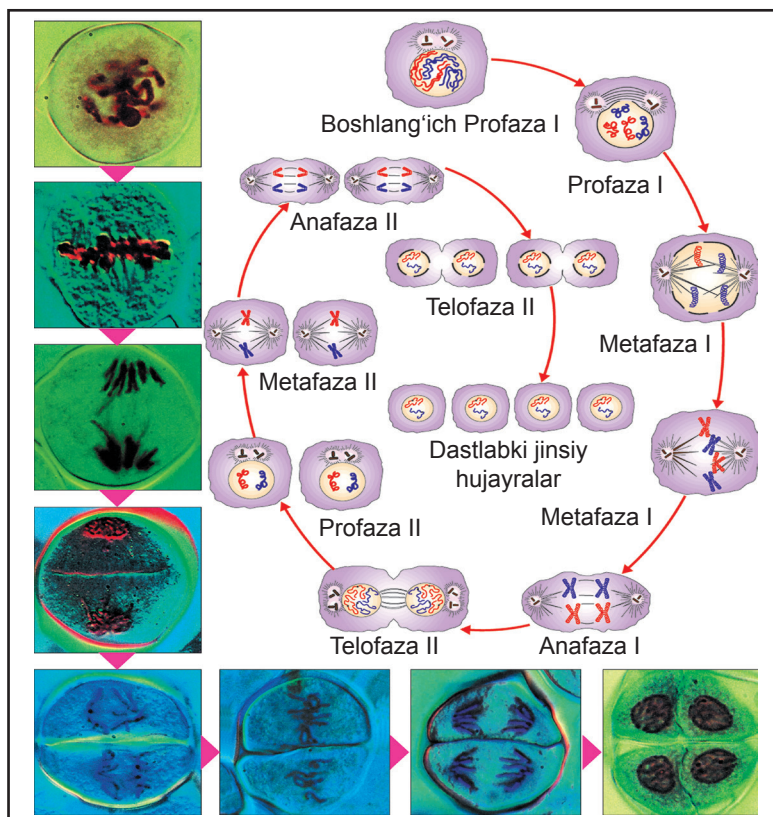 Boshlang‘ich Profaza I
Profaza I
Metafaza I
Metafaza I
Anafaza I
Telofaza II
Profaza II
Metafaza II
Anafaza II
Telofaza II
Dastlabki jinsiy
hujayralar